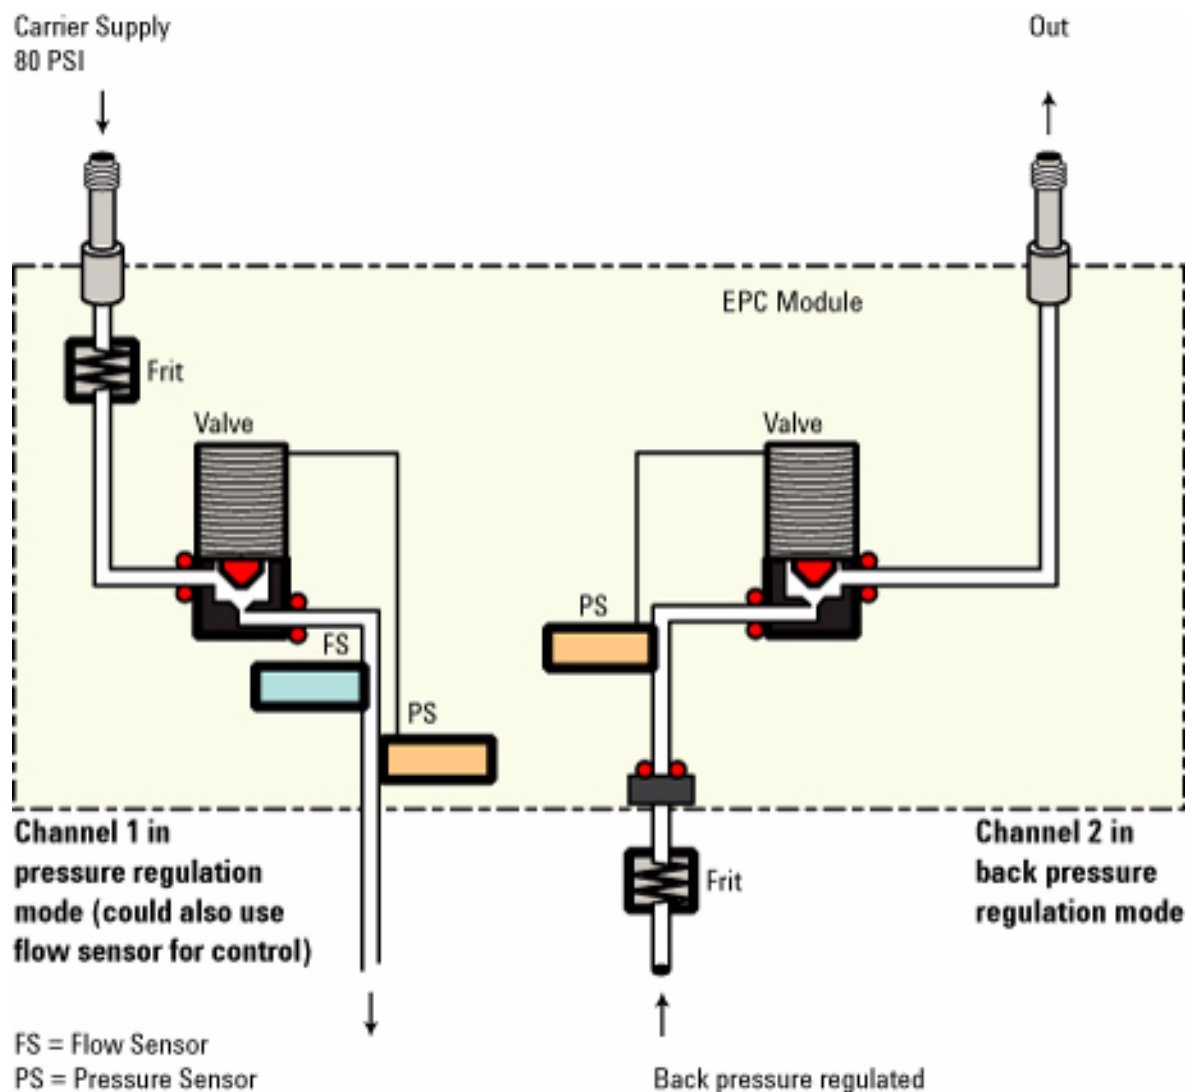 Carrier Supply
80 PSI
Out
EPC Module
Frit
Valve
Valve
PS
FS
PS
Channel 1 in
pressure regulation
mode (could also use
flow sensor for control)
Frit
Channel 2 in
back pressure
regulation mode
FS = Flow Sensor
PS = Pressure Sensor
Back pressure regulated